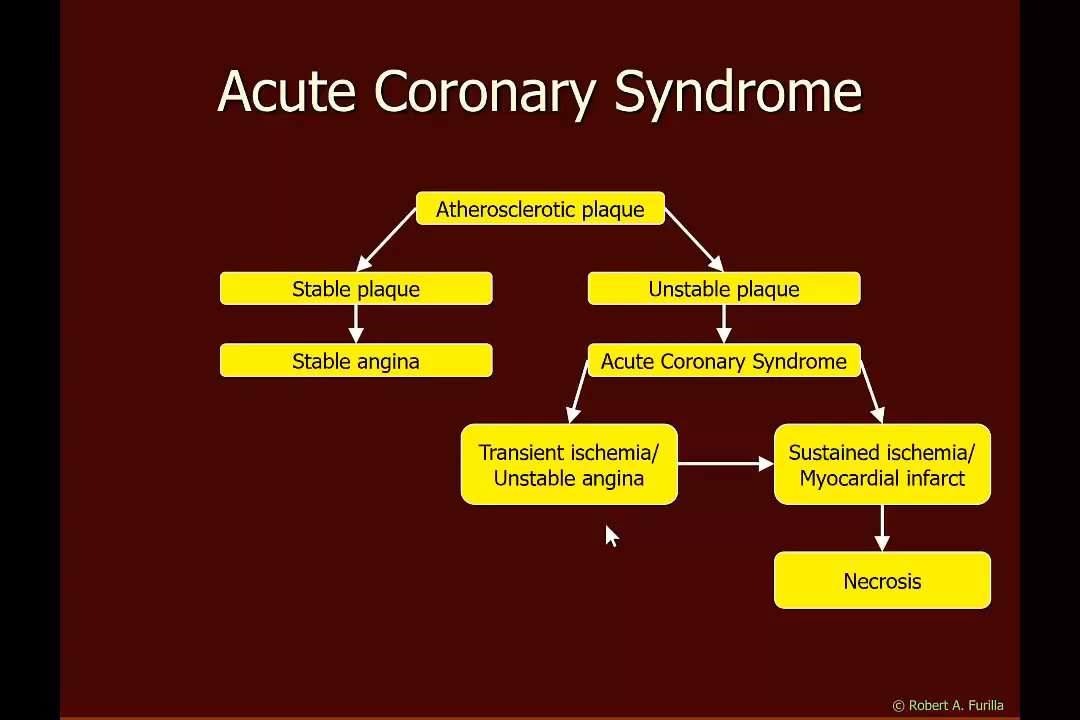 Acute Coronary Syndrome
Atherosclerotic plaque
Stable plaque
Unstable plaque
Stable angina
Acute Coronary Syndrome
Transient ischemia/
Unstable angina
Sustained ischemia/
Myocardial infarct
Necrosis
© Robert A. Furilla